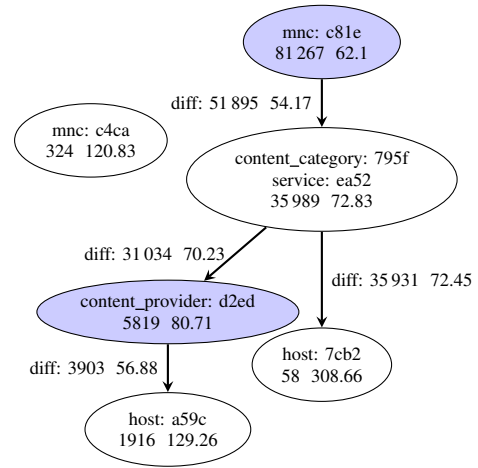 mnc: c81e
81 267 62.1
diff: 51 895 54.17
mnc: c4ca
324 120.83
content_category: 795f
service: ea52
35 989 72.83
diff: 31 034 70.23
diff: 35 931 72.45
content_provider: d2ed
5819 80.71
host: 7cb2
58 308.66
diff: 3903 56.88
host: a59c
1916 129.26